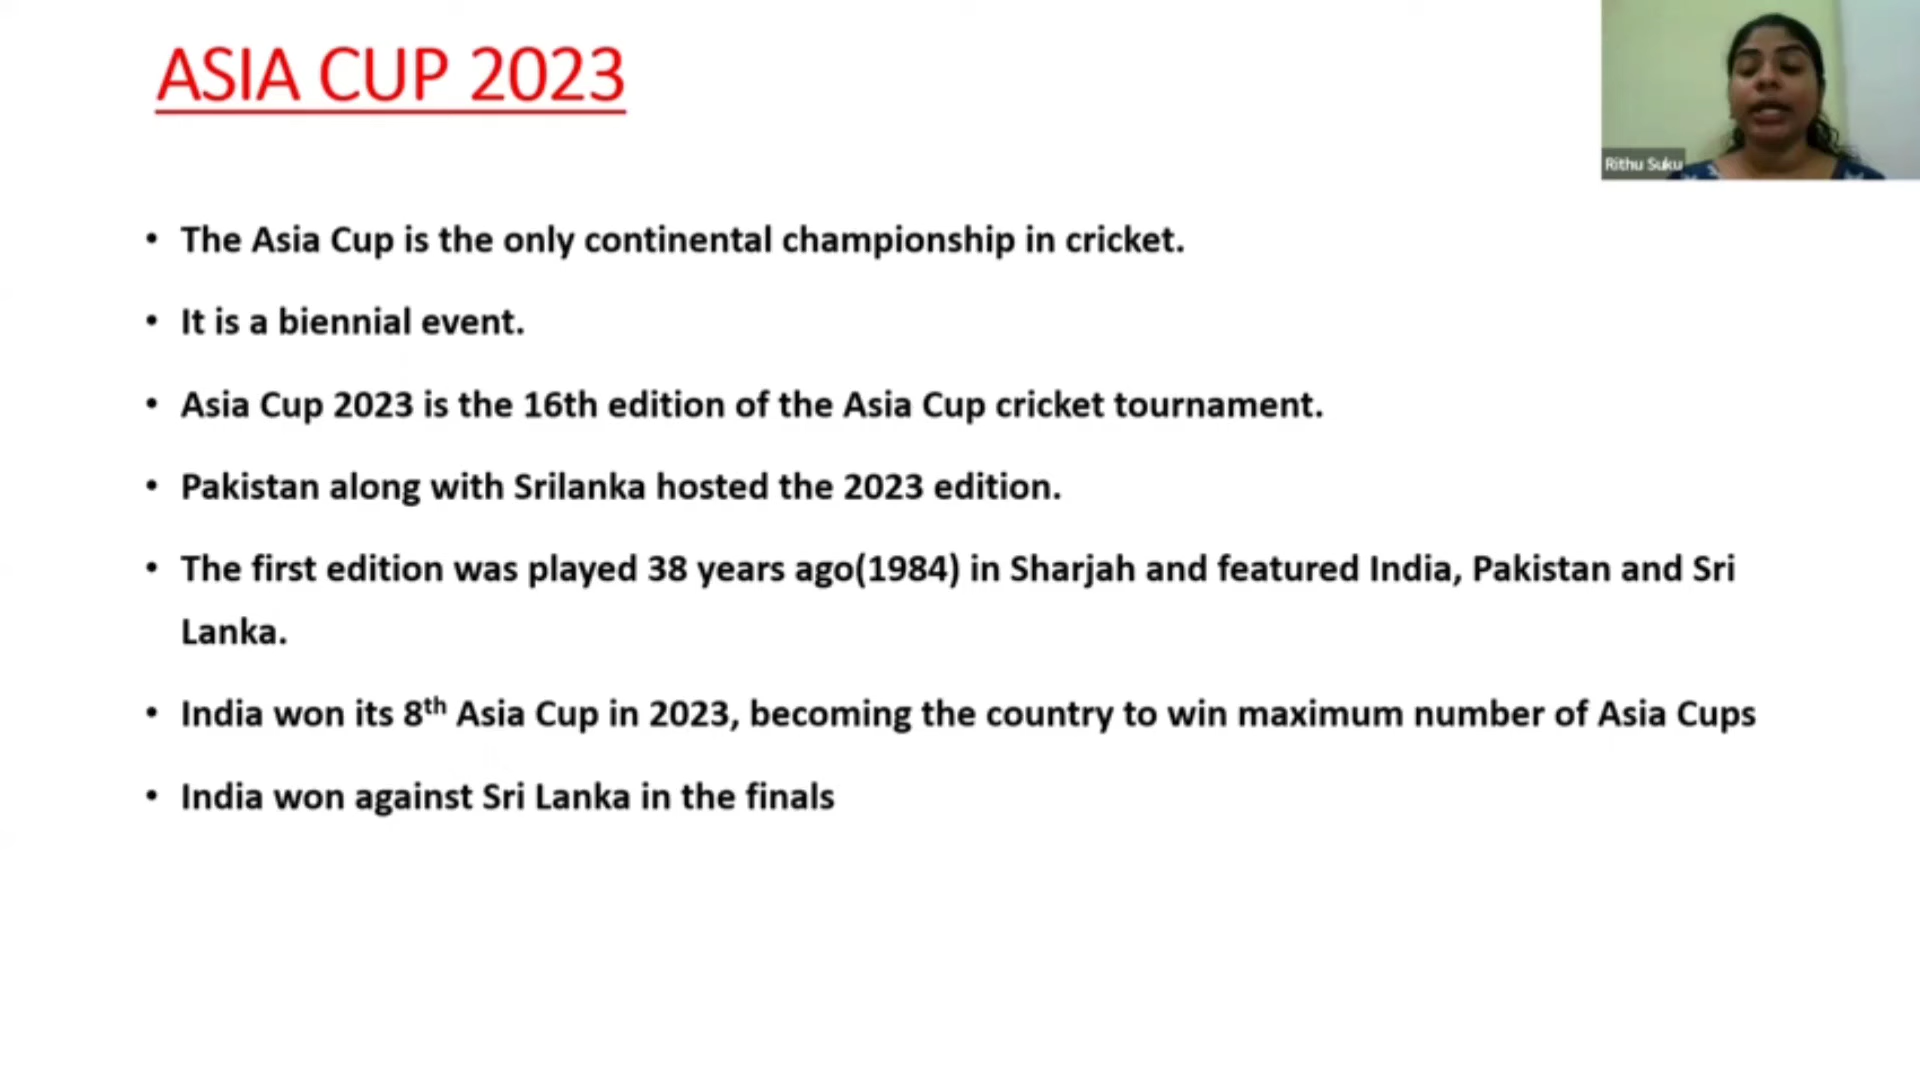 ASIA CUP 2023
Rithu Suku
• The Asia Cup is the only continental championship in cricket.
• It is a biennial event.
• Asia Cup 2023 is the 16th edition of the Asia Cup cricket tournament.
• Pakistan along with Srilanka hosted the 2023 edition.
• The first edition was played 38 years ago(1984) in Sharjah and featured India, Pakistan and Sri
Lanka.
• India won its 8th Asia Cup in 2023, becoming the country to win maximum number of Asia Cups
• India won against Sri Lanka in the finals